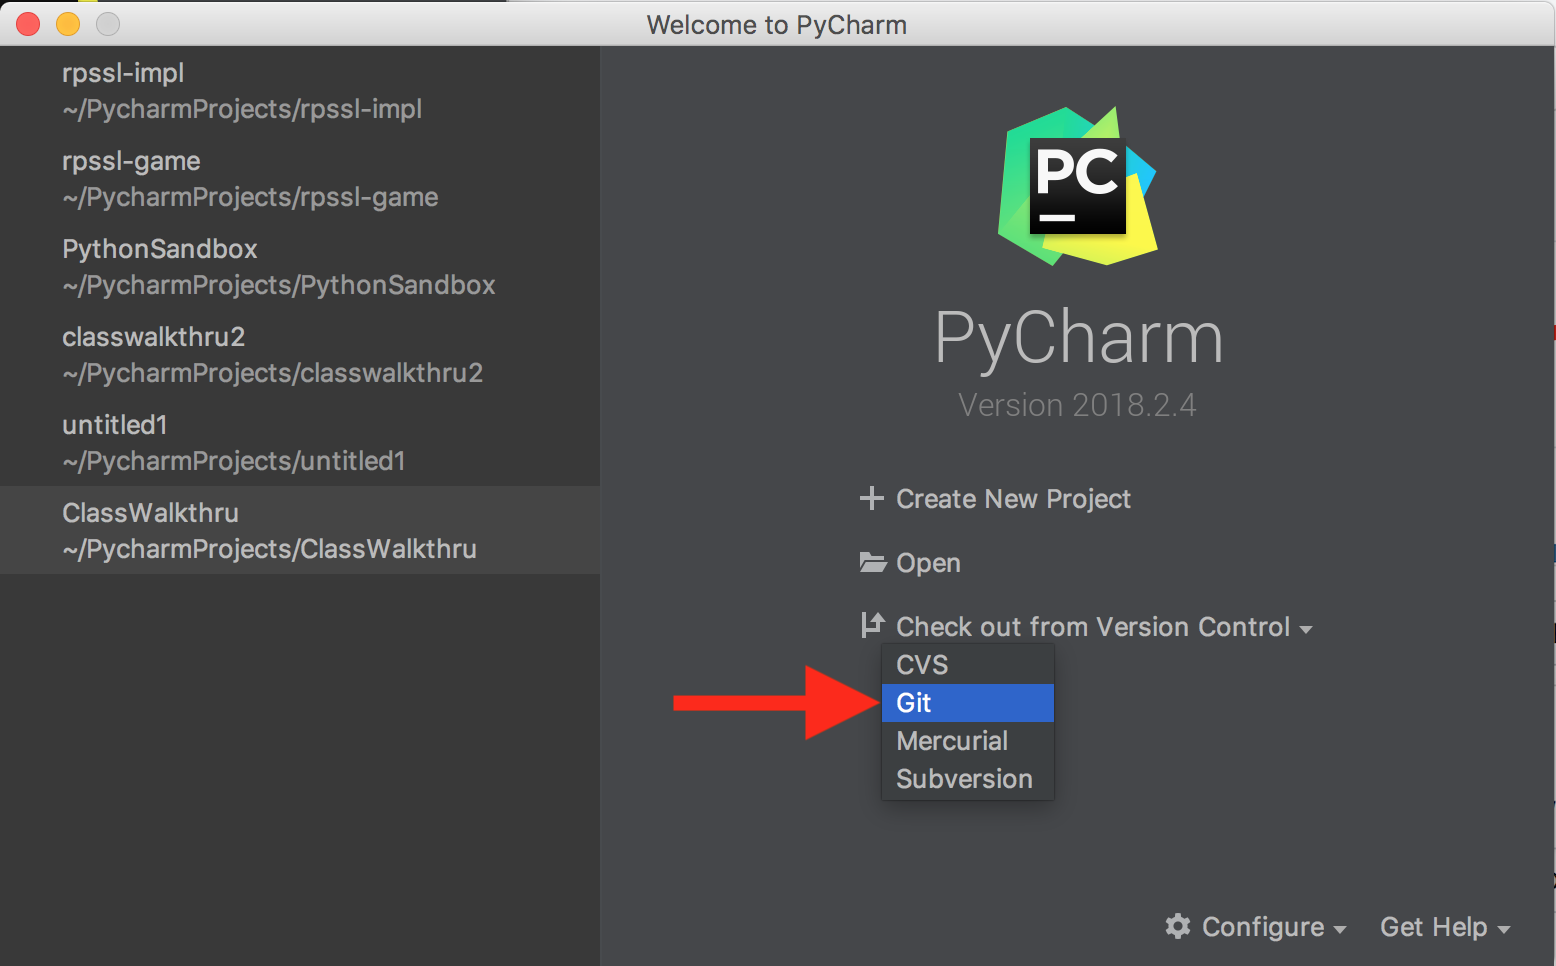 Welcome to PyCharm
rpssl-impl
~/PycharmProjects/rpssl-impl
rpssl-game
~/PycharmProjects/rpssl-game
PythonSandbox
~/PycharmProjects/PythonSandbox
classwalkthru2
~/PycharmProjects/classwalkthru2
untitled1
~/PycharmProjects/untitled1
ClassWalkthru
~/PycharmProjects/ClassWalkthru
PC
PyCharm
Version 2018.2.4
Create New Project
Open
Check out from Version Control
CVS
Git
Mercurial
Subversion
Configure
Get Help